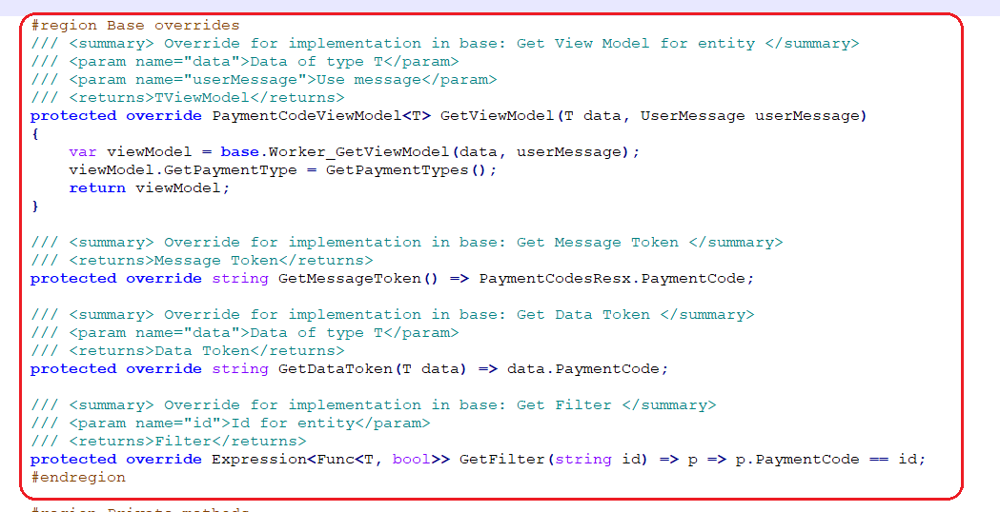 #region Base overrides
/// <summary> Override for implementation in base: Get View Model for entity </summary>
/// <param name="data">Data of type T</param>
/// <param name="userMessage">Use message</param>
/// <returns>TViewModel</returns>
protected override PaymentCodeViewModel<T> GetViewModel(T data, UserMessage userMessage)
{
    var viewModel = base.Worker_GetViewModel(data, userMessage);
    viewModel.GetPaymentType = GetPaymentTypes();
    return viewModel;
}

/// <summary> Override for implementation in base: Get Message Token </summary>
/// <returns>Message Token</returns>
protected override string GetMessageToken() => PaymentCodesResx.PaymentCode;

/// <summary> Override for implementation in base: Get Data Token </summary>
/// <param name="data">Data of type T</param>
/// <returns>Data Token</returns>
protected override string GetDataToken(T data) => data.PaymentCode;

/// <summary> Override for implementation in base: Get Filter </summary>
/// <param name="id">Id for entity</param>
/// <returns>Filter</returns>
protected override Expression<Func<T, bool>> GetFilter(string id) => p => p.PaymentCode == id;
#endregion

#region Private methods